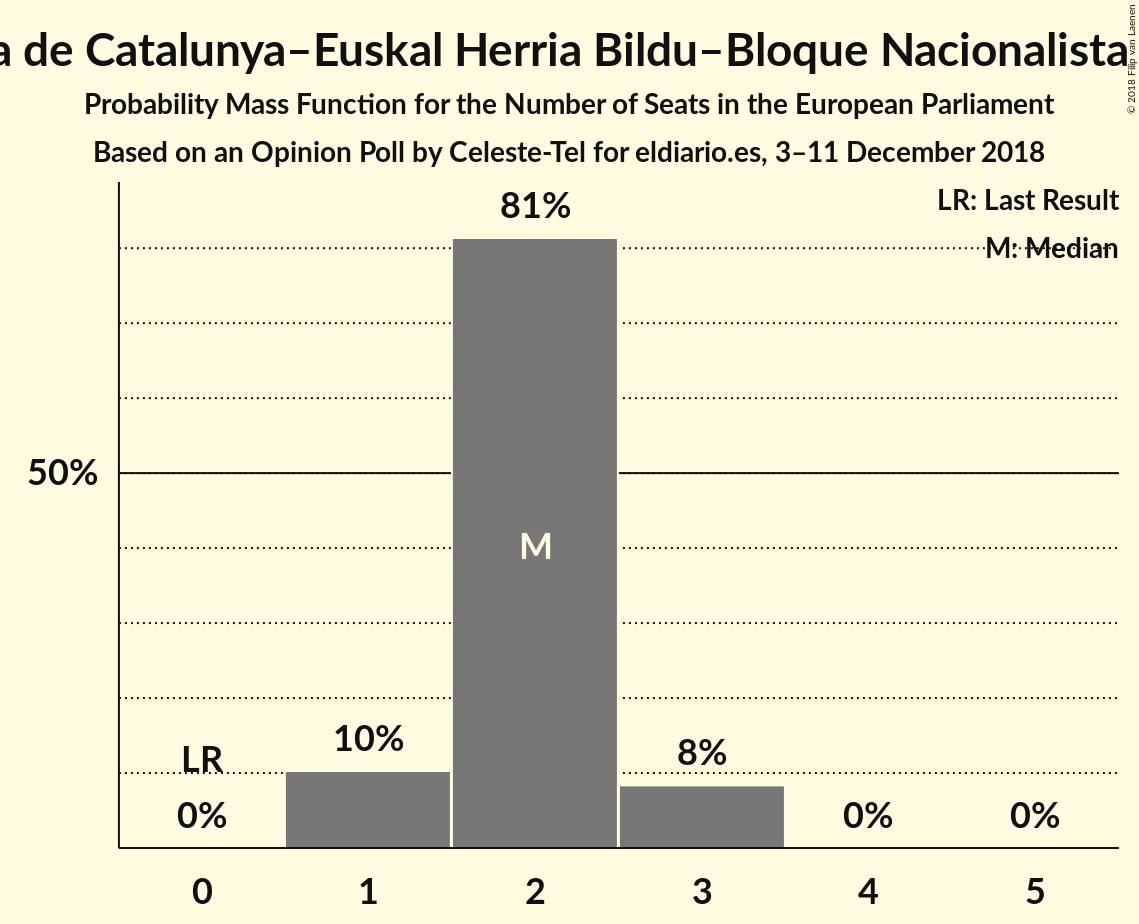 a de Catalunya–Euskal Herria Bildu–Bloque Nacionalista
Probability Mass Function for the Number of Seats in the European Parliament
Based on an Opinion Poll by Celeste-Tel for eldiario.es, 3–11 December 2018
© 2018 Filip van Laenen
LR: Last Result
M: Median
81%
50%
M
LR
10%
8%
0%
0%
0%
0
1
2
3
4
5